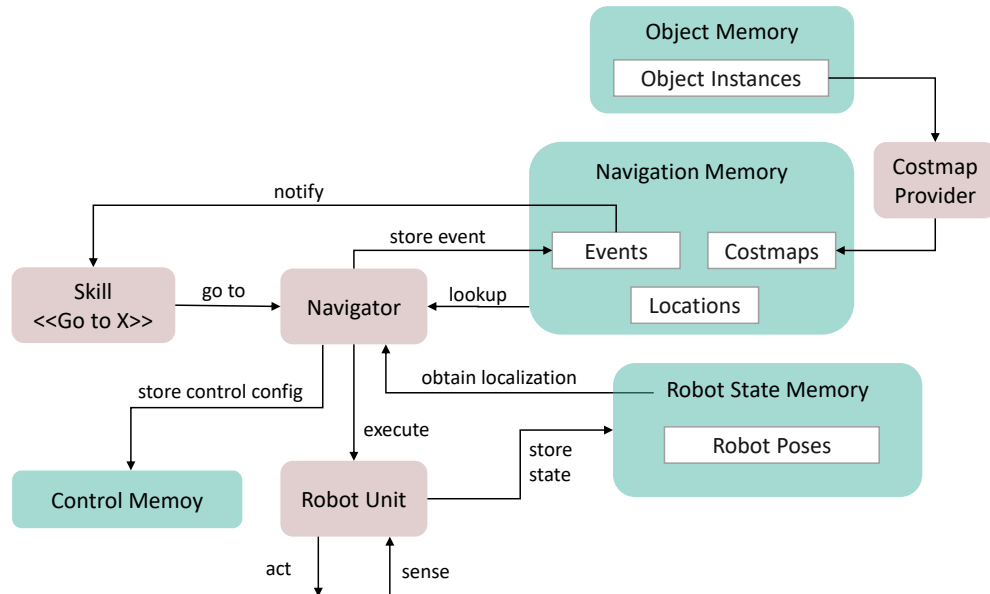 Object Memory
Object Instances
Navigation Memory
Costmap
Provider
notify
store event
Events
Costmaps
Skill
<<Go to X>>
go to
Navigator
lookup
Locations
obtain localization
store control config
Robot State Memory
execute
store
state
Robot Poses
Control Memoy
Robot Unit
act
sense